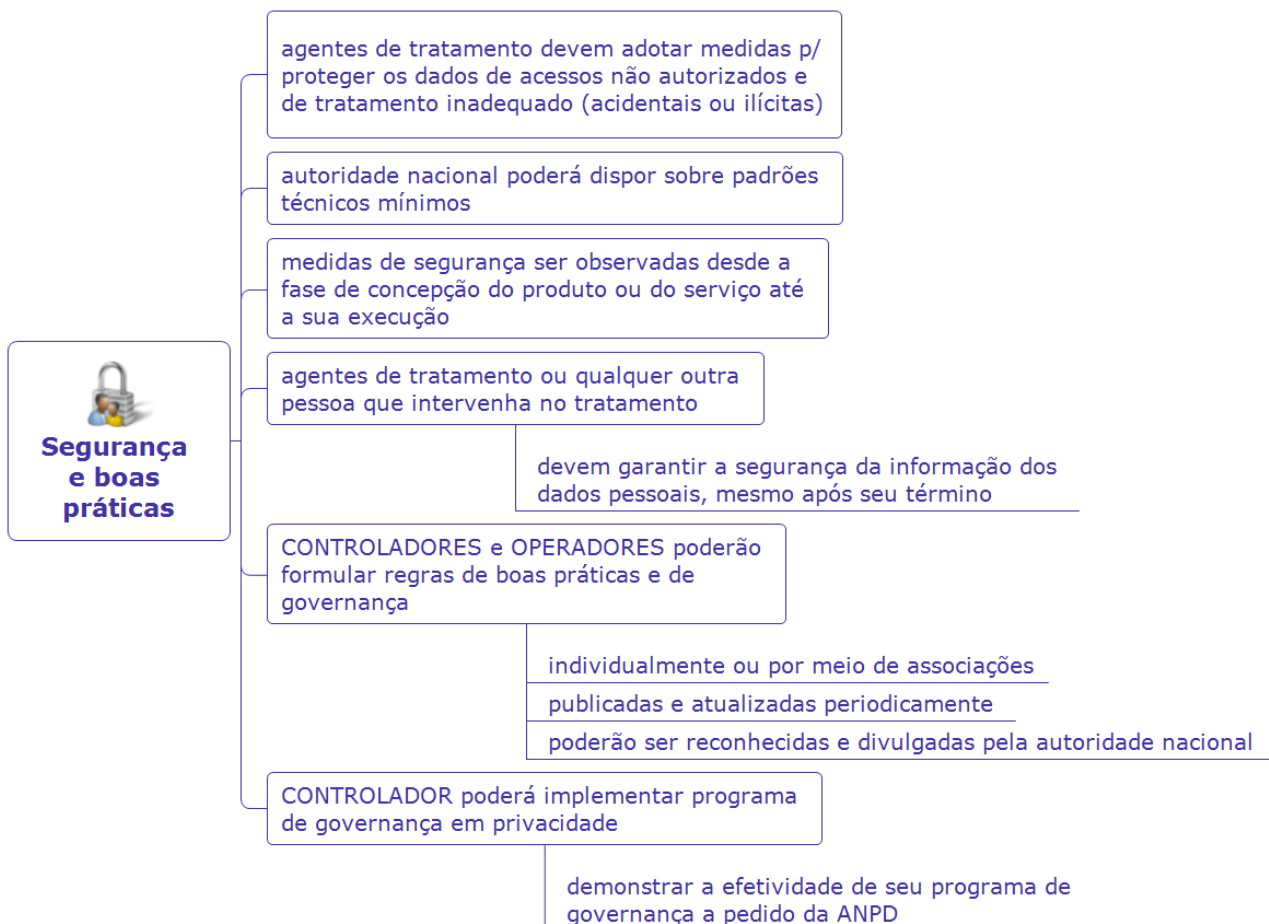 agentes de tratamento devem adotar medidas p/
proteger os dados de acessos não autorizados e
de tratamento inadequado (acidentais ou ilícitas)
autoridade nacional poderá dispor sobre padrões
técnicos mínimos
medidas de segurança ser observadas desde a
fase de concepção do produto ou do serviço até
a sua execução
Segurança
e boas
práticas
agentes de tratamento ou qualquer outra
pessoa que intervenha no tratamento
devem garantir a segurança da informação dos
dados pessoais, mesmo após seu término
CONTROLADORES e OPERADORES poderão
formular regras de boas práticas e de
governança
individualmente ou por meio de associações
publicadas e atualizadas periodicamente
poderão ser reconhecidas e divulgadas pela autoridade nacional
CONTROLADOR poderá implementar programa
de governança em privacidade
demonstrar a efetividade de seu programa de
governança a pedido da ANPD